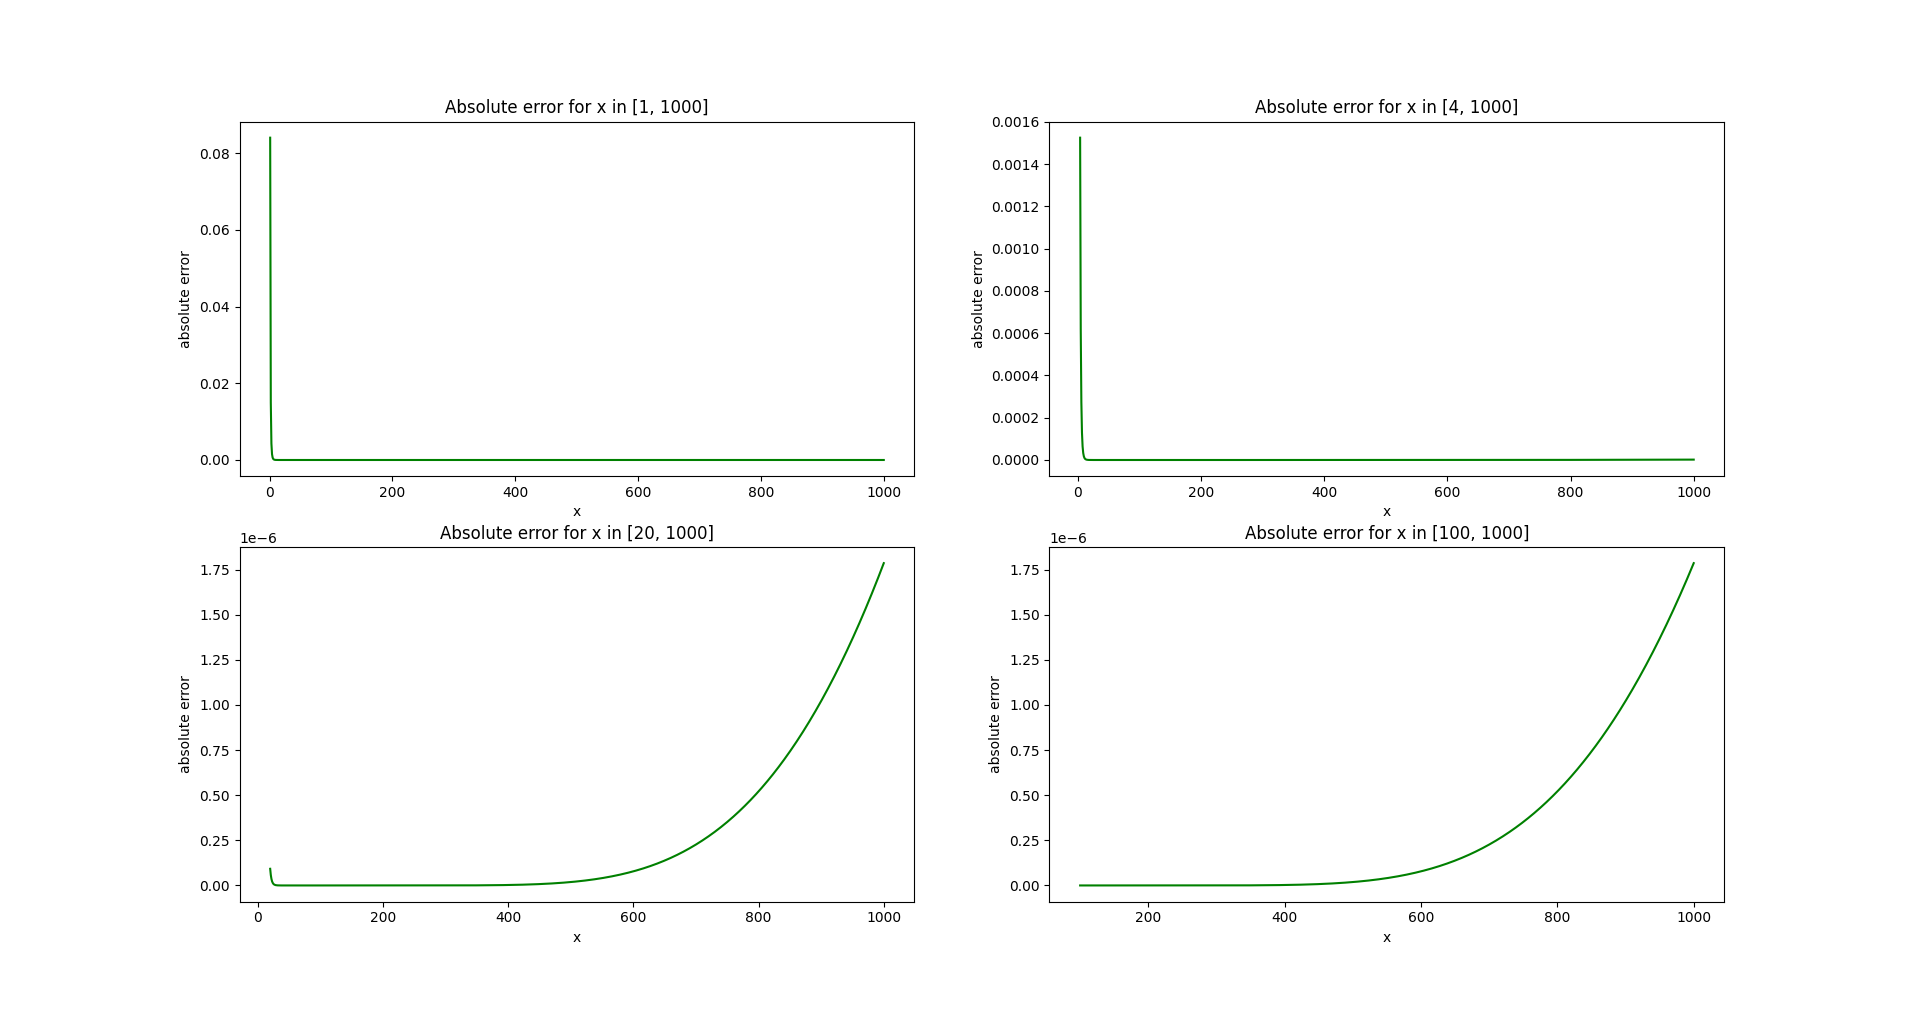 Absolute error for x in [1, 1000]
0.08
0.06
0.04
0.02
0.00
absolute error
0 200 400 600 800 1000
x
Absolute error for x in [4, 1000]
0.0016
0.0014
0.0012
0.0010
0.0008
0.0006
0.0004
0.0002
0.0000
absolute error
0 200 400 600 800 1000
x
Absolute error for x in [20, 1000]
1e−6
1.75
1.50
1.25
1.00
0.75
0.50
0.25
0.00
absolute error
0 200 400 600 800 1000
x
Absolute error for x in [100, 1000]
1e−6
1.75
1.50
1.25
1.00
0.75
0.50
0.25
0.00
absolute error
200 400 600 800 1000
x